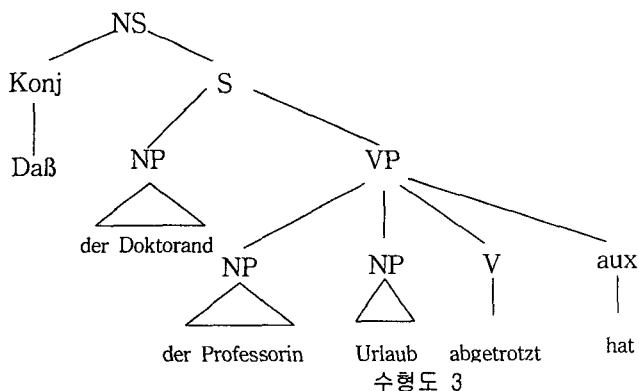 NS
Konj S
Daß NP VP
der Doktorand
NP NP V aux
der Professorin Urlaub abgetrotzt hat
수형도 3